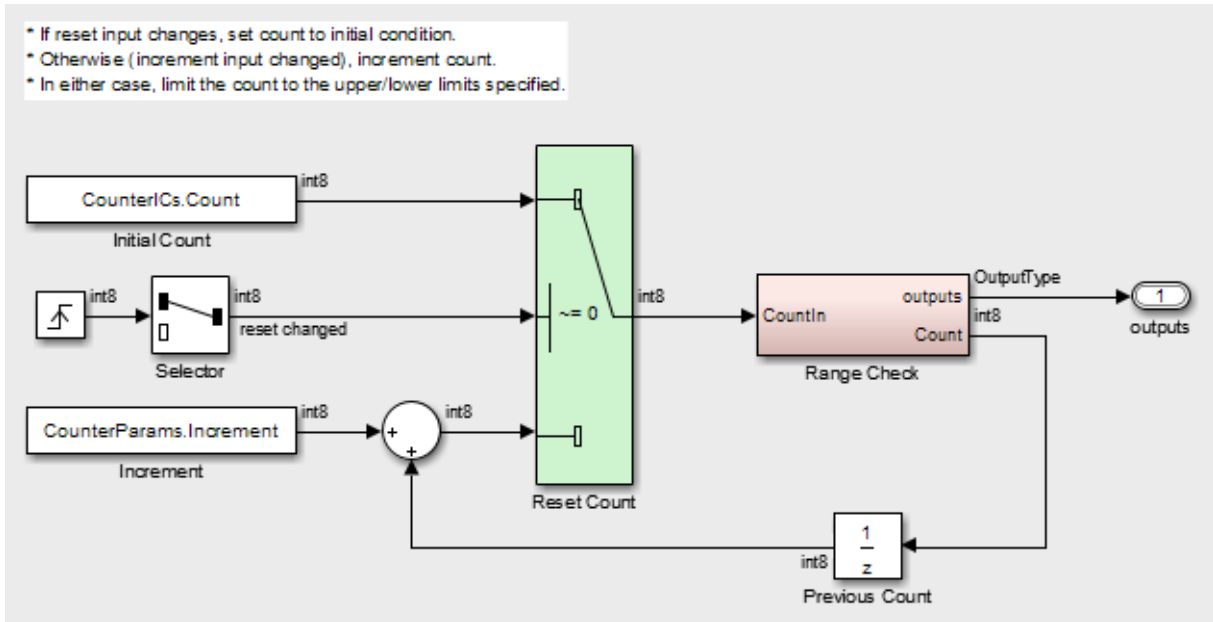 * If reset input changes, set count to initial condition.
* Otherwise (increment input changed), increment count.
* In either case, limit the count to the upper/lower limits specified.
CounterICs.Count
int8
Initial Count
int8
Selector
int8
reset changed
CounterParams.Increment
int8
Increment
+
+
int8
~= 0
Reset Count
int8
CountIn
outputs
Count
Range Check
OutputType
int8
1
outputs
1
z
int8
Previous Count